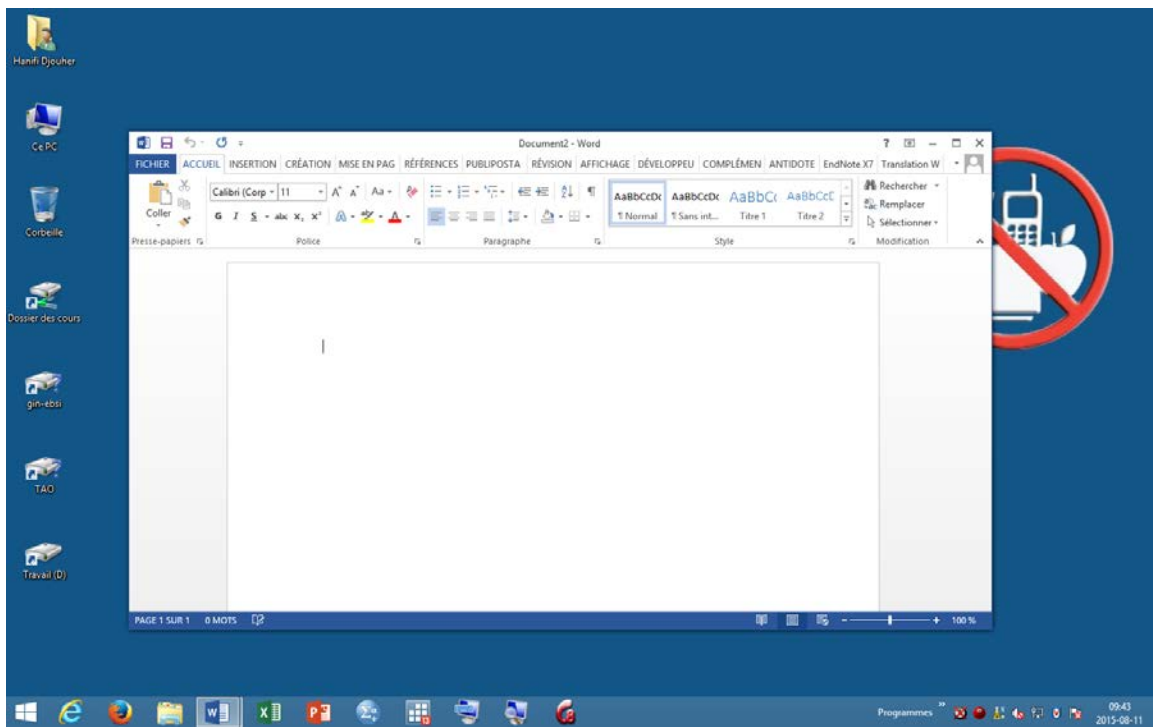 Hanifi Djouher
Ce PC
Corbeille
Dossier des cours
gin-ebsi
TAO
Travail (D)
Document2 - Word
FICHIER ACCUEIL INSERTION CRÉATION MISE EN PAG RÉFÉRENCES PUBLIPOSTA RÉVISION AFFICHAGE DÉVELOPPEU COMPLÉMEN ANTIDOTE EndNote X7 Translation W
Coller
Calibri (Corp 11
G I S abc x, x²
AaBbCcDc AaBbCcDc AaBbCc AaBbCcC
¶ Normal ¶ Sans int... Titre 1 Titre 2
Rechercher
Remplacer
Sélectionner
Presse-papiers Police Paragraphe Style Modification
PAGE 1 SUR 1 0 MOTS
100 %
Programmes
09:43
2015-08-11